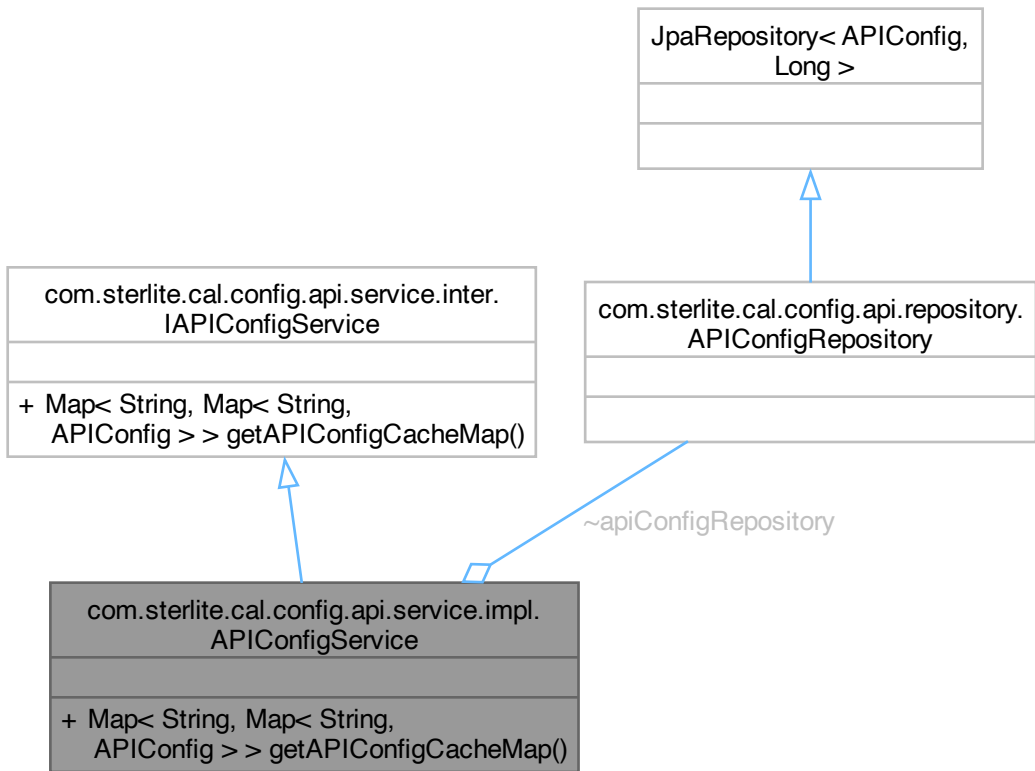 JpaRepository< APIConfig,
Long >
com.sterlite.cal.config.api.service.inter.
IAPIConfigService
+ Map< String, Map< String,
APIConfig > > getAPIConfigCacheMap()
com.sterlite.cal.config.api.repository.
APIConfigRepository
~apiConfigRepository
com.sterlite.cal.config.api.service.impl.
APIConfigService
+ Map< String, Map< String,
APIConfig > > getAPIConfigCacheMap()